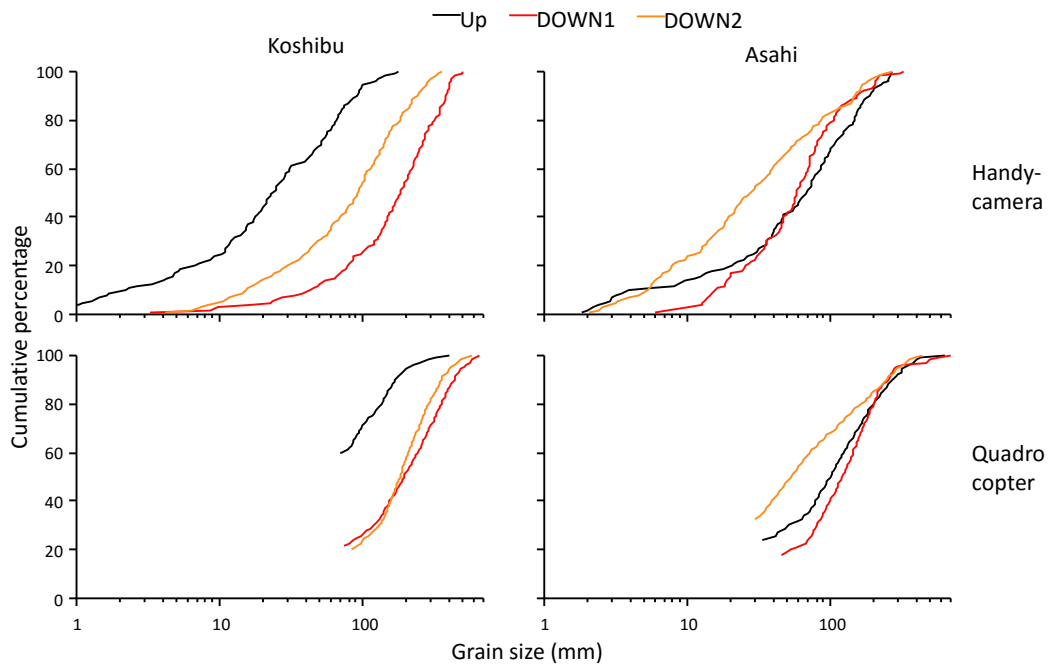 Up DOWN1 DOWN2
Koshibu Asahi
100
80
60
40
20
0
Handy-
camera
Cumulative percentage
100
80
60
40
20
0
Quadro
copter
1 10 100 1 10 100
Grain size (mm)